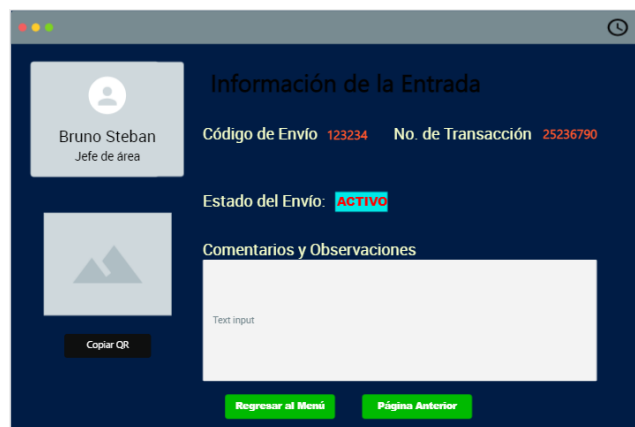 Información de la Entrada
Bruno Steban
Jefe de área
Código de Envío 123234 No. de Transacción 25236790
Estado del Envío: ACTIVO
Comentarios y Observaciones
Text input
Copiar QR
Regresar al Menú Página Anterior